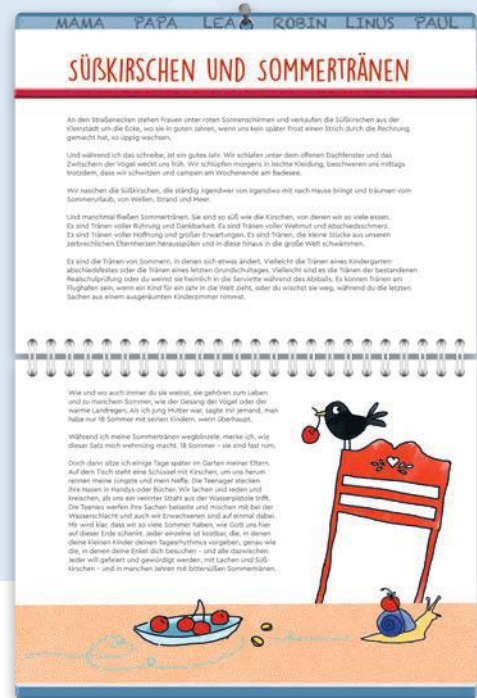 MAMA PAPA LEA ROBIN LINUS PAUL
SÜẞKIRSCHEN UND SOMMERTRÄNEN
An den Straßenecken stehen Frauen unter roten Sonnenschirmen und verkaufen die Süßkirschen aus der
Kleinstadt um die Ecke, wo sie in guten Jahren, wenn uns kein später Frost einen Strich durch die Rechnung
gemacht hat, so üppig wachsen.
Und während ich das schreibe, ist ein gutes Jahr. Wir schlafen unter dem offenen Dachfenster und das
Zwitschern der Vögel weckt uns früh. Wir schlüpfen morgens in leichte Kleidung, beschweren uns mittags
trotzdem, dass wir schwitzen und campen am Wochenende am Badesee.
Wir naschen die Süßkirschen, die ständig irgendwer von irgendwo mit nach Hause bringt und träumen vom
Sommerurlaub, von Wellen, Strand und Meer.
Und manchmal fließen Sommertränen. Sie sind so süß wie die Kirschen, von denen wir so viele essen.
Es sind Tränen voller Rührung und Dankbarkeit. Es sind Tränen voller Wehmut und Abschiedsschmerz.
Es sind Tränen voller Hoffnung und großer Erwartungen. Es sind Tränen, die kleine Stücke aus unseren
zerbrechlichen Elternherzen herausspülen und in diese hinaus in die große Welt schwämmen.
Es sind die Tränen von Sommern, in denen sich etwas ändert. Vielleicht die Tränen eines Kindergarten-
abschiedsfestes oder die Tränen eines letzten Grundschultages. Vielleicht sind es die Tränen der bestandenen
Realschulprüfung oder du weinst sie heimlich in die Serviette während des Abiballs. Es können Tränen am
Flughafen sein, wenn ein Kind für ein Jahr in die Welt zieht, oder du wischst sie weg, während du die letzten
Sachen aus einem ausgeräumten Kinderzimmer nimmst.
Wie und wo auch immer du sie weinst, sie gehören zum Leben
und zu manchem Sommer, wie der Gesang der Vögel oder der
warme Landregen. Als ich jung Mutter war, sagte mir jemand, man
habe nur 18 Sommer mit seinen Kindern, wenn überhaupt.
Während ich meine Sommertränen wegblinzele, merke ich, wie
dieser Satz mich wehmütig macht. 18 Sommer – sie sind fast rum.
Doch dann sitze ich einige Tage später im Garten meiner Eltern.
Auf dem Tisch steht eine Schüssel mit Kirschen, um uns herum
rennen meine Jüngste und mein Neffe. Die Teenager stecken
ihre Nasen in Handys oder Bücher. Wir lachen und reden und
kreischen, als uns ein verirrter Strahl aus der Wasserpistole trifft.
Die Teenies werfen ihre Sachen beiseite und mischen mit bei der
Wasserschlacht und auch wir Erwachsenen sind auf einmal dabei.
Mir wird klar, dass wir so viele Sommer haben, wie Gott uns hier
auf dieser Erde schenkt. Jeder einzelne ist kostbar, die, in denen
deine kleinen Kinder deinen Tagesrhythmus vorgeben, genau wie
die, in denen deine Enkel dich besuchen – und alle dazwischen.
Jeder will gefeiert und gewürdigt werden, mit Lachen und Süß-
kirschen – und in manchen Jahren mit bittersüßen Sommertränen.